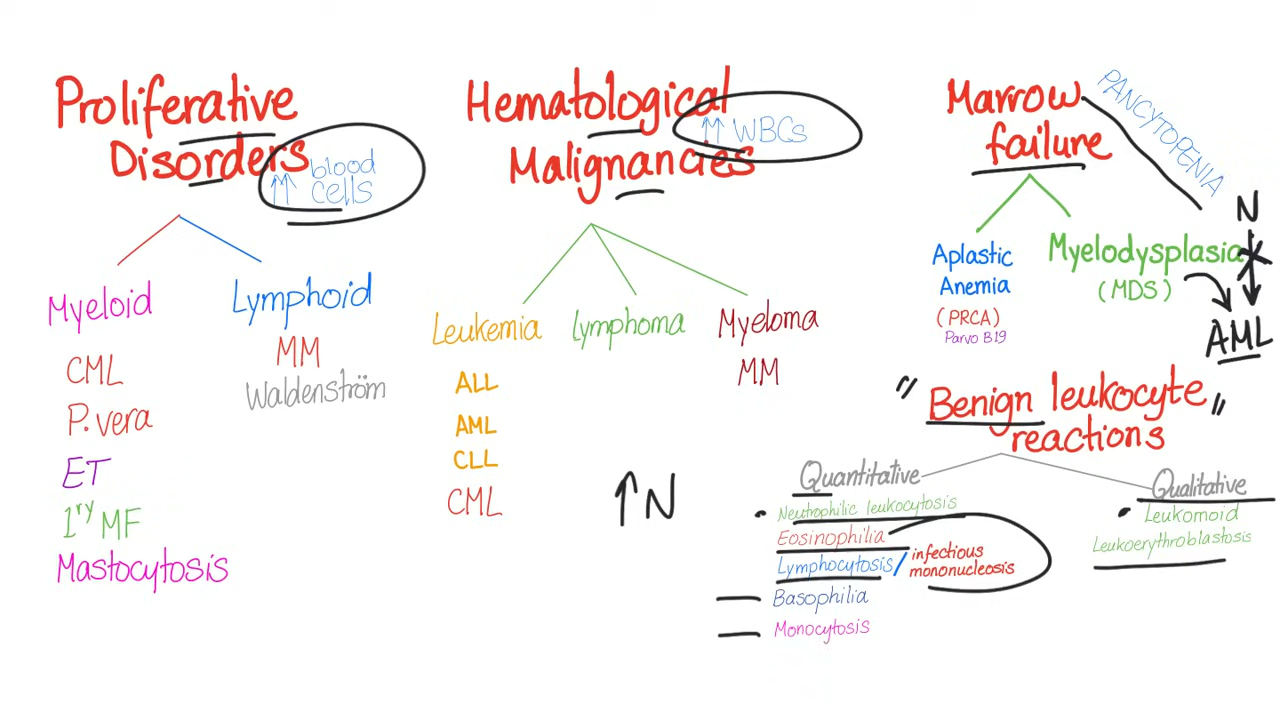 Proliferative
Disorders
↑↑ blood
cells
Myeloid
CML
P. vera
ET
1ry MF
Mastocytosis
Lymphoid
MM
Waldenström
Hematological
Malignancies
↑↑ WBCs
Leukemia
ALL
AML
CLL
CML
Lymphoma
Myeloma
MM
↑N
Marrow
failure
PANCYTOPENIA
Aplastic
Anemia
(PRCA)
Parvo B19
Myelodysplasia
(MDS)
N
AML
"Benign leukocyte"
reactions
Quantitative
Neutrophilic leukocytosis
Eosinophilia
Lymphocytosis / infectious
mononucleosis
Basophilia
Monocytosis
Qualitative
Leukomoid
Leukoerythroblastosis